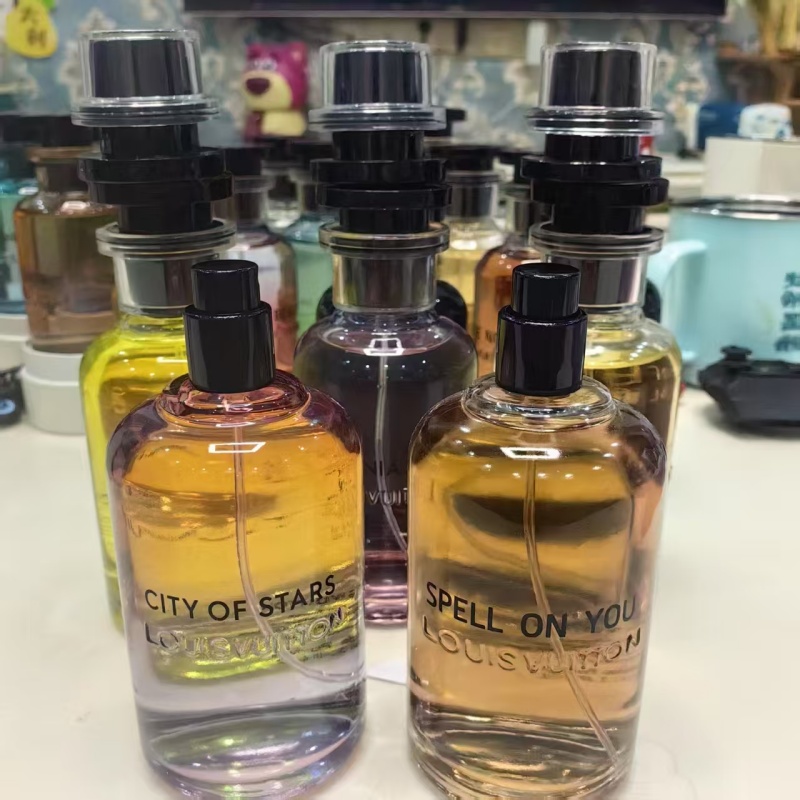 CITY OF STARS
LOUIS VUITTON
SPELL ON YOU
LOUIS VUITTON